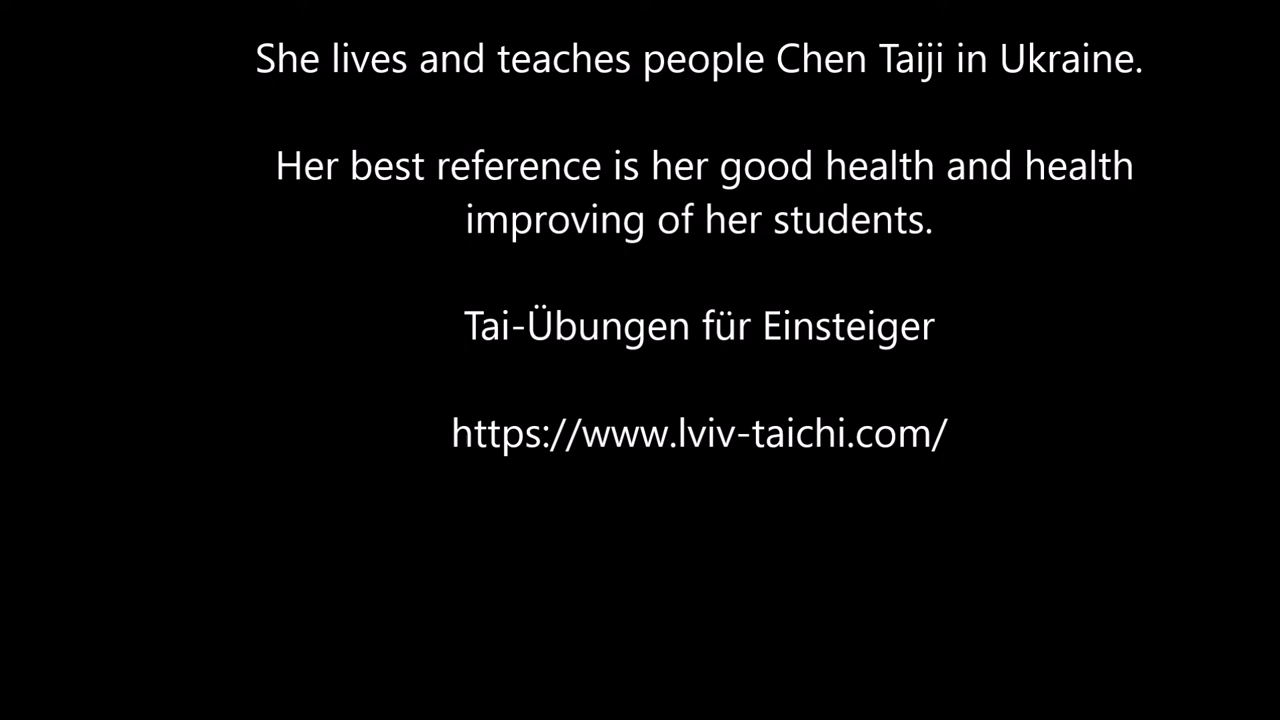 She lives and teaches people Chen Taiji in Ukraine.
Her best reference is her good health and health
improving of her students.
Tai-Übungen für Einsteiger
https://www.lviv-taichi.com/